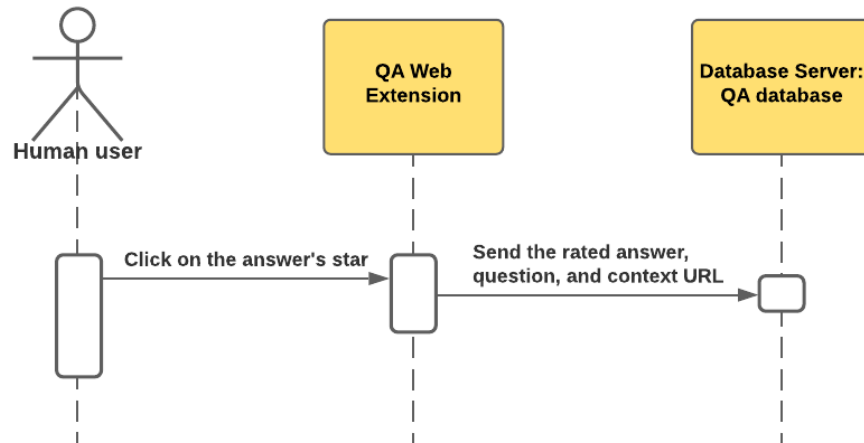 QA Web
Extension
Database Server:
QA database
Human user
Click on the answer's star
Send the rated answer,
question, and context URL